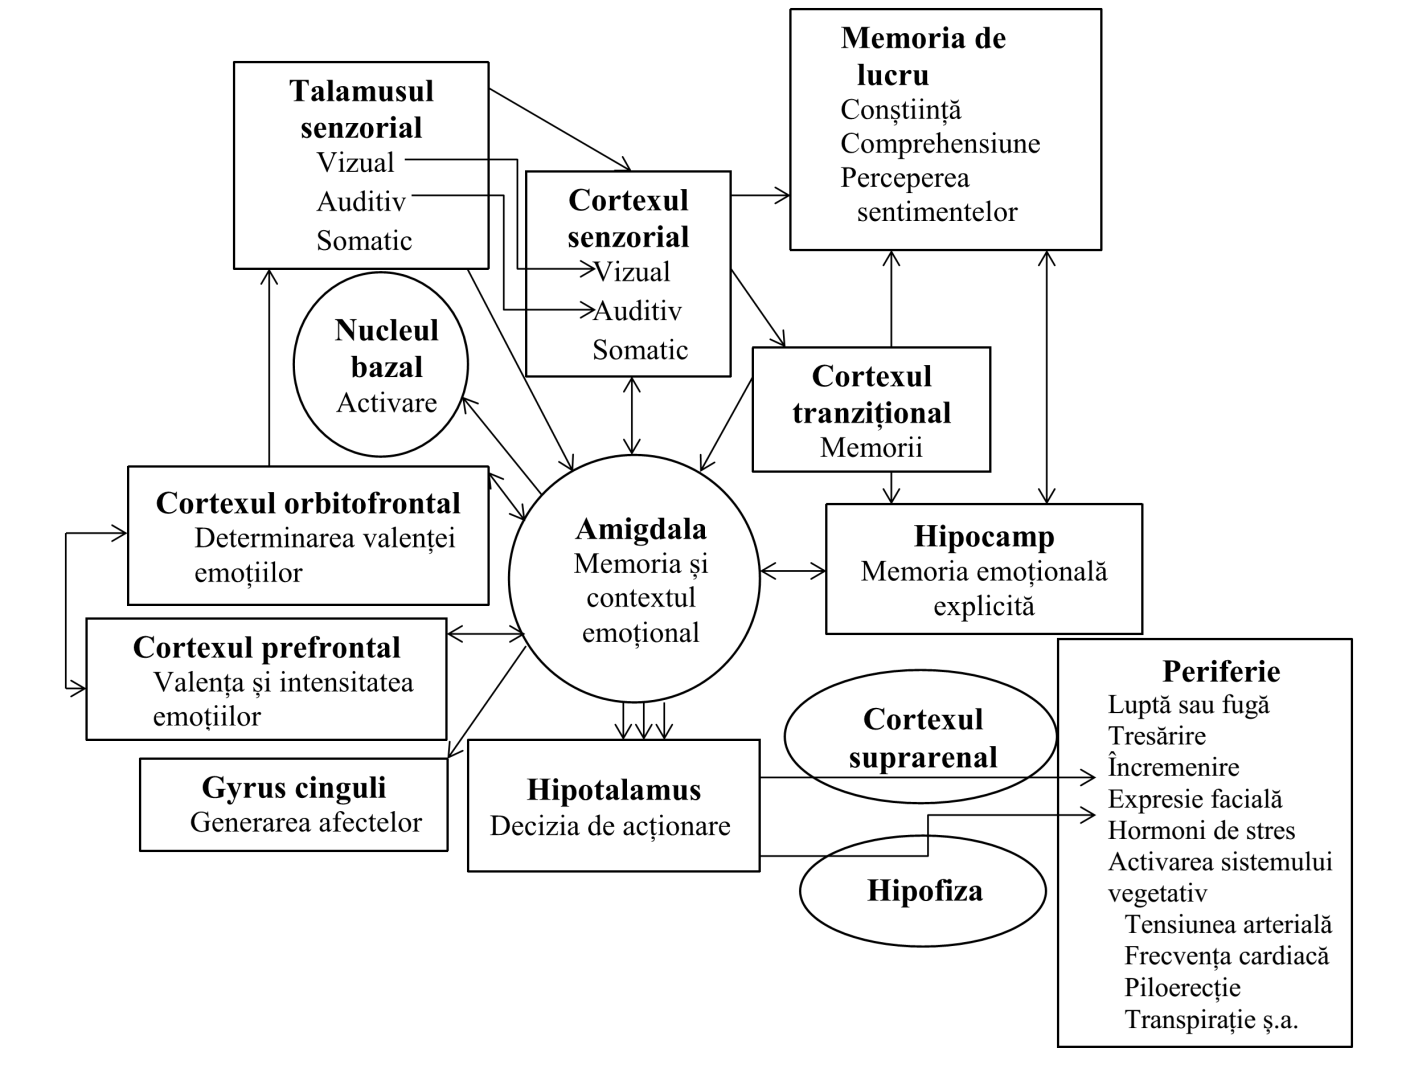 Memoria de
lucru
Conștiință
Comprehensiune
Perceperea
sentimentelor
Talamusul
senzorial
Vizual
Auditiv
Somatic
Cortexul
senzorial
Vizual
Auditiv
Somatic
Nucleul
bazal
Activare
Cortexul
tranzițional
Memorii
Cortexul orbitofrontal
Determinarea valenței
emoțiilor
Amigdala
Memoria și
contextul
emoțional
Hipocamp
Memoria emoțională
explicită
Cortexul prefrontal
Valența și intensitatea
emoțiilor
Gyrus cinguli
Generarea afectelor
Hipotalamus
Decizia de acționare
Cortexul
suprarenal
Hipofiza
Periferie
Luptă sau fugă
Tresărire
Încremenire
Expresie facială
Hormoni de stres
Activarea sistemului
vegetativ
Tensiunea arterială
Frecvența cardiacă
Piloerecție
Transpirație ș.a.